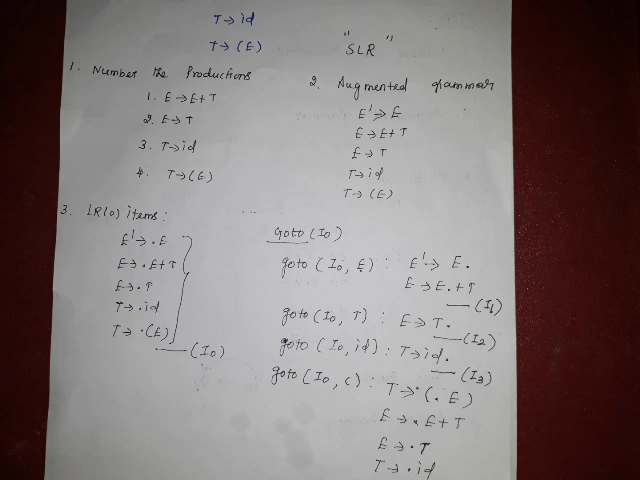 T→id
T→(E)
"SLR"
1. Number the Productions
1. E→E+T
2. E→T
3. T→id
4. T→(E)
2. Augmented grammar
E'→E
E→E+T
E→T
T→id
T→(E)
3. LR(0) items:
E'→.E
E→.E+T
E→.T
T→.id
T→.(E)
—(I0)
Goto(I0)
goto(I0, E): E'→E.
E→E.+T
—(I1)
goto(I0, T): E→T.
—(I2)
goto(I0, id): T→id.
—(I3)
goto(I0, (): T→(.E)
E→.E+T
E→.T
T→.id